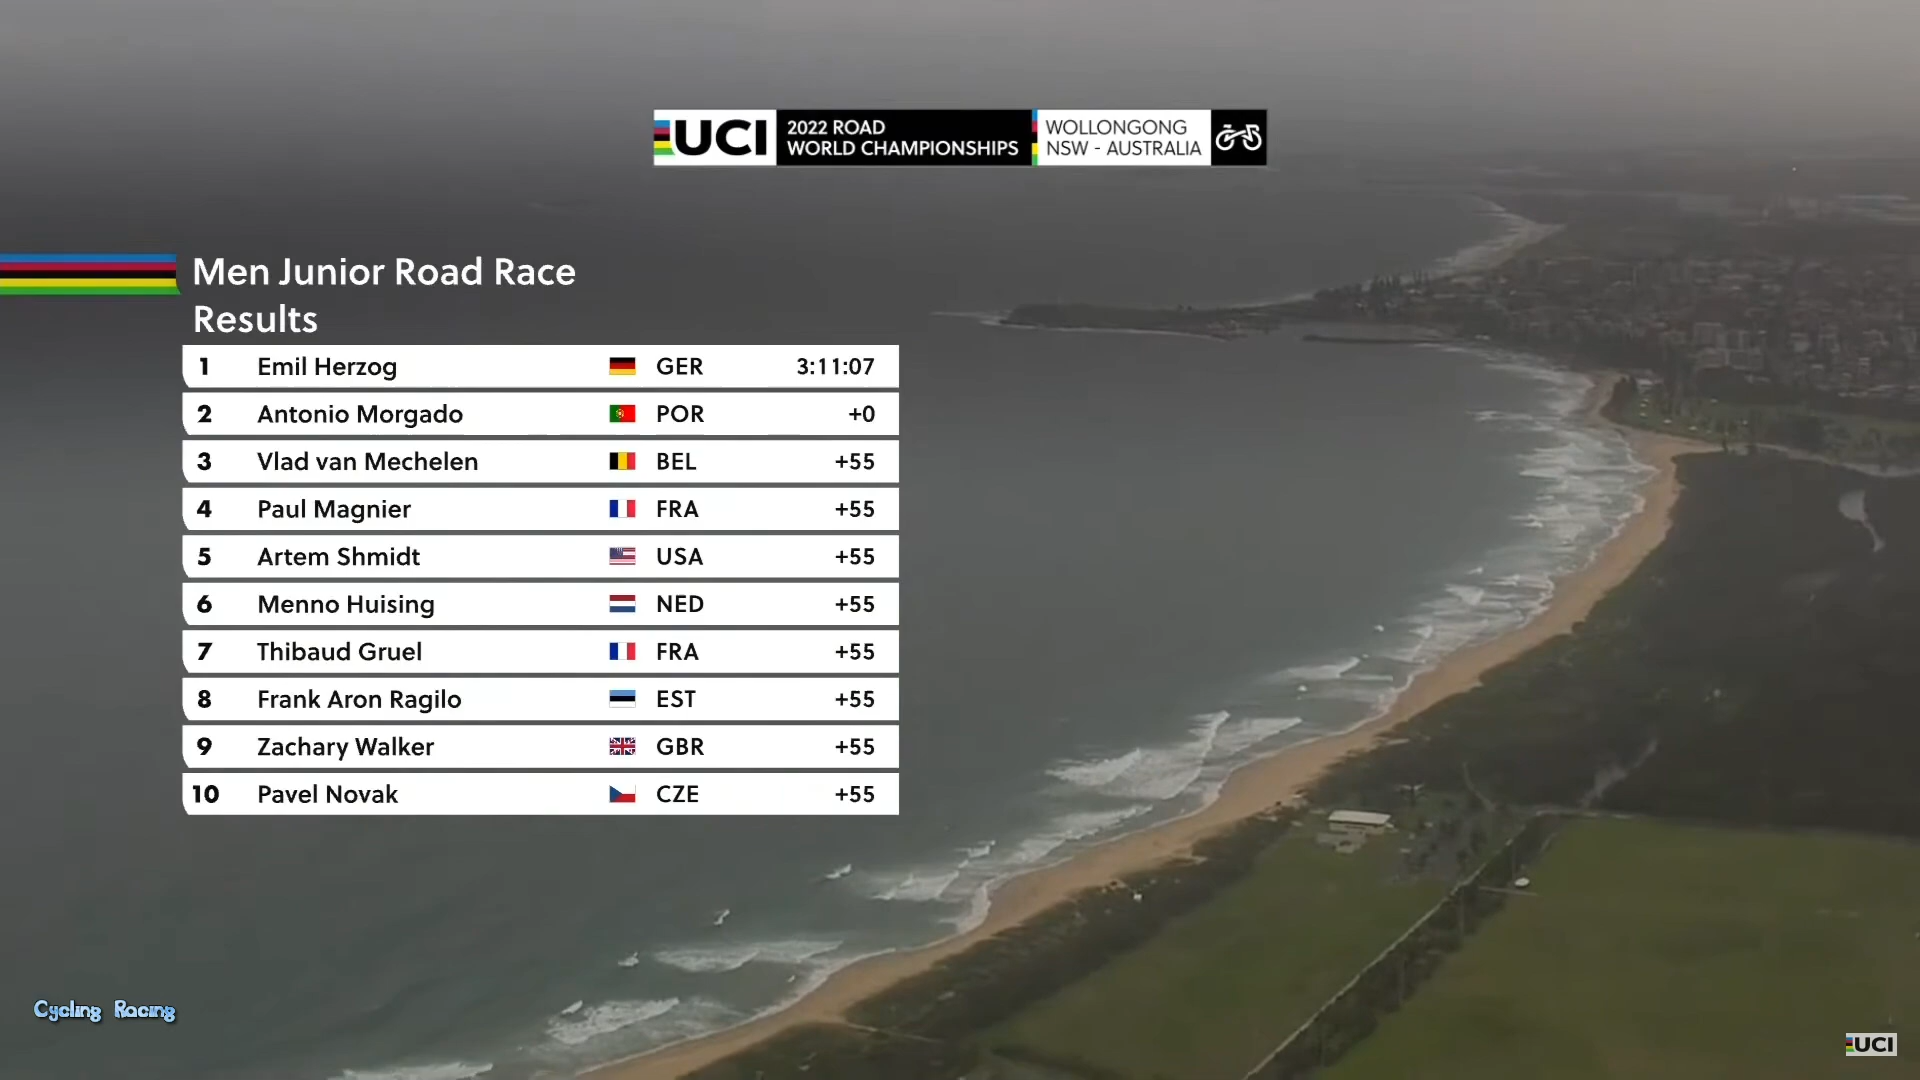 UCI
2022 ROAD
WORLD CHAMPIONSHIPS
WOLLONGONG
NSW - AUSTRALIA
Men Junior Road Race
Results
1 Emil Herzog GER 3:11:07
2 Antonio Morgado POR +0
3 Vlad van Mechelen BEL +55
4 Paul Magnier FRA +55
5 Artem Shmidt USA +55
6 Menno Huising NED +55
7 Thibaud Gruel FRA +55
8 Frank Aron Ragilo EST +55
9 Zachary Walker GBR +55
10 Pavel Novak CZE +55
Cycling Racing
UCI